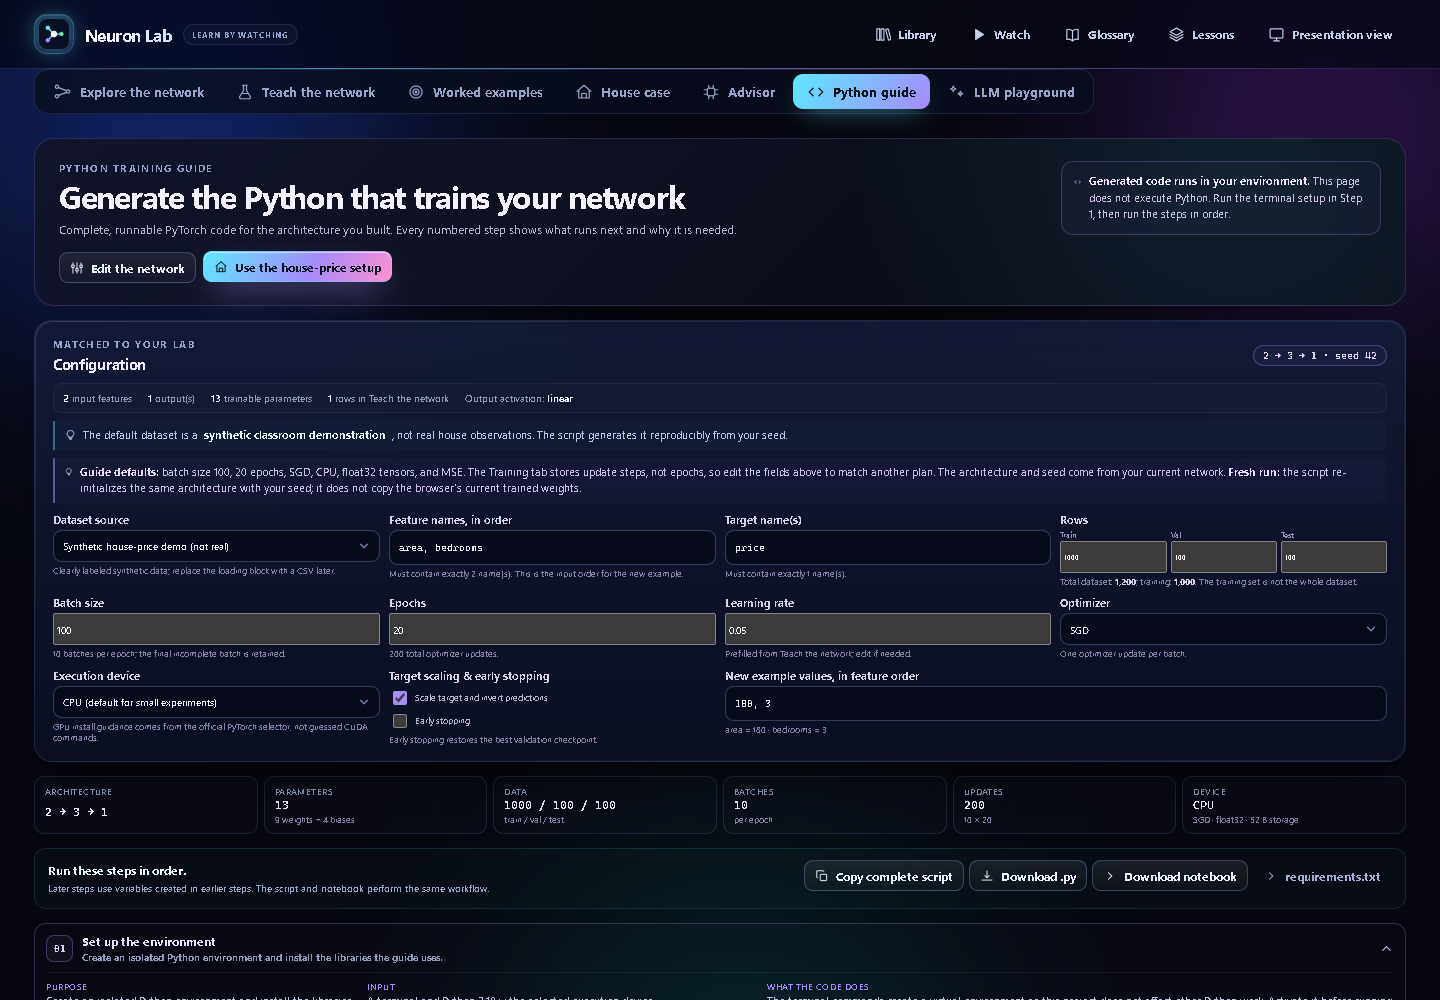 Neuron Lab
LEARN BY WATCHING
Library
Watch
Glossary
Lessons
Presentation view
Explore the network
Teach the network
Worked examples
House case
Advisor
Python guide
LLM playground
PYTHON TRAINING GUIDE
Generate the Python that trains your network
Complete, runnable PyTorch code for the architecture you built. Every numbered step shows what runs next and why it is needed.
Edit the network
Use the house-price setup
Generated code runs in your environment. This page
does not execute Python. Run the terminal setup in Step
1, then run the steps in order.
MATCHED TO YOUR LAB
Configuration
2 → 3 → 1 · seed 42
2 input features
1 output(s)
13 trainable parameters
1 rows in Teach the network
Output activation: linear
The default dataset is a synthetic classroom demonstration , not real house observations. The script generates it reproducibly from your seed.
Guide defaults: batch size 100, 20 epochs, SGD, CPU, float32 tensors, and MSE. The Training tab stores update steps, not epochs, so edit the fields above to match another plan. The architecture and seed come from your current network. Fresh run: the script re-
initializes the same architecture with your seed; it does not copy the browser's current trained weights.
Dataset source
Synthetic house-price demo (not real)
Clearly labeled synthetic data; replace the loading block with a CSV later.
Feature names, in order
area, bedrooms
Must contain exactly 2 name(s). This is the input order for the new example.
Target name(s)
price
Must contain exactly 1 name(s).
Rows
Train
Val
Test
1000
100
100
Total dataset: 1,200; training: 1,000. The training set is not the whole dataset.
Batch size
100
10 batches per epoch; the final incomplete batch is retained.
Epochs
20
200 total optimizer updates.
Learning rate
0.05
Prefilled from Teach the network; edit if needed.
Optimizer
SGD
One optimizer update per batch.
Execution device
CPU (default for small experiments)
GPU install guidance comes from the official PyTorch selector, not guessed CUDA
commands.
Target scaling & early stopping
Scale target and invert predictions
Early stopping
Early stopping restores the best validation checkpoint.
New example values, in feature order
180, 3
area = 180 · bedrooms = 3
ARCHITECTURE
2 → 3 → 1
PARAMETERS
13
9 weights + 4 biases
DATA
1000 / 100 / 100
train / val / test
BATCHES
10
per epoch
UPDATES
200
10 × 20
DEVICE
CPU
SGD · float32 · 52 B storage
Run these steps in order.
Later steps use variables created in earlier steps. The script and notebook perform the same workflow.
Copy complete script
Download .py
Download notebook
requirements.txt
01
Set up the environment
Create an isolated Python environment and install the libraries the guide uses.
PURPOSE
INPUT
WHAT THE CODE DOES